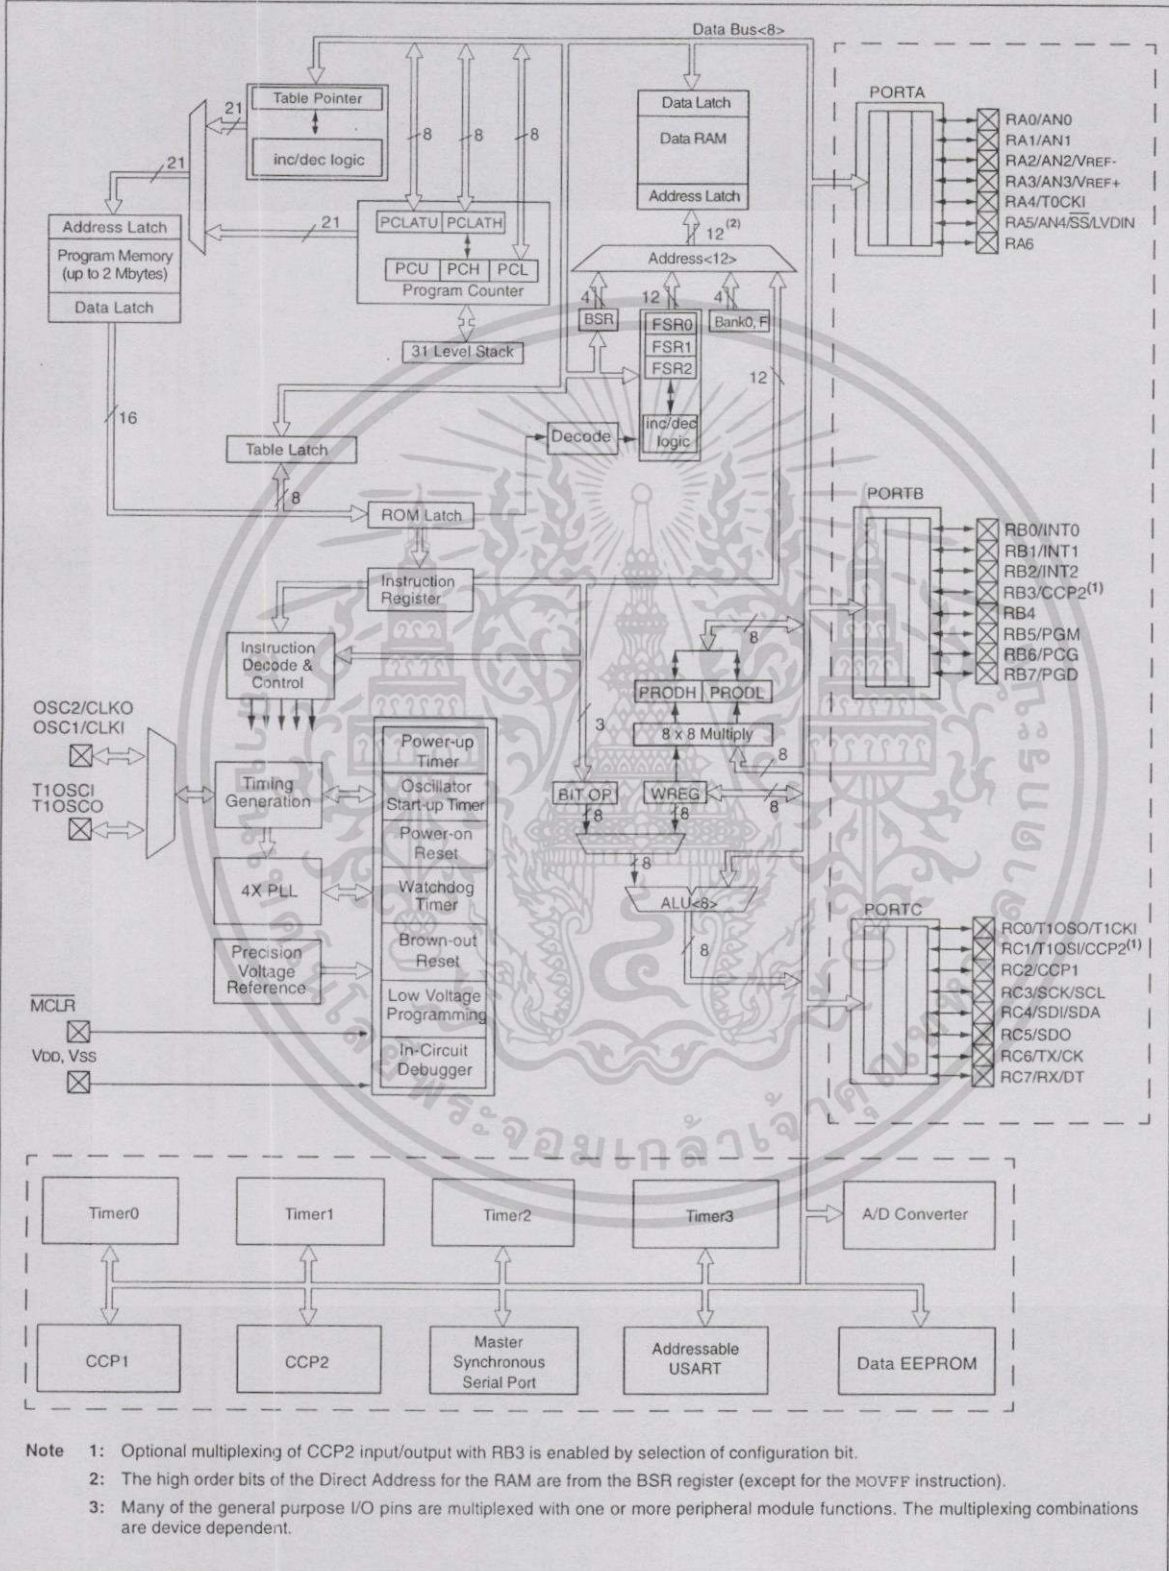 Data Bus<8>
Table Pointer
inc/dec logic
21
21
21
8
8
8
Data Latch
Data RAM
Address Latch
12(2)
Address<12>
4
12
4
BSR
FSR0
FSR1
FSR2
Bank0, F
inc/dec
logic
12
Address Latch
Program Memory
(up to 2 Mbytes)
Data Latch
PCLATU
PCLATH
PCU
PCH
PCL
Program Counter
31 Level Stack
16
Table Latch
8
Decode
ROM Latch
Instruction
Register
Instruction
Decode &
Control
OSC2/CLKO
OSC1/CLKI
T1OSCI
T1OSCO
Timing
Generation
4X PLL
Precision
Voltage
Reference
MCLR
VDD, VSS
Power-up
Timer
Oscillator
Start-up Timer
Power-on
Reset
Watchdog
Timer
Brown-out
Reset
Low Voltage
Programming
In-Circuit
Debugger
3
8
PRODH
PRODL
8 x 8 Multiply
8
BIT OP
WREG
8
8
8
8
ALU<8>
8
PORTA
RA0/AN0
RA1/AN1
RA2/AN2/VREF-
RA3/AN3/VREF+
RA4/T0CKI
RA5/AN4/SS/LVDIN
RA6
PORTB
RB0/INT0
RB1/INT1
RB2/INT2
RB3/CCP2(1)
RB4
RB5/PGM
RB6/PCG
RB7/PGD
PORTC
RC0/T1OSO/T1CKI
RC1/T1OSI/CCP2(1)
RC2/CCP1
RC3/SCK/SCL
RC4/SDI/SDA
RC5/SDO
RC6/TX/CK
RC7/RX/DT
Timer0
Timer1
Timer2
Timer3
A/D Converter
CCP1
CCP2
Master
Synchronous
Serial Port
Addressable
USART
Data EEPROM
Note 1: Optional multiplexing of CCP2 input/output with RB3 is enabled by selection of configuration bit.
2: The high order bits of the Direct Address for the RAM are from the BSR register (except for the MOVFF instruction).
3: Many of the general purpose I/O pins are multiplexed with one or more peripheral module functions. The multiplexing combinations
are device dependent.